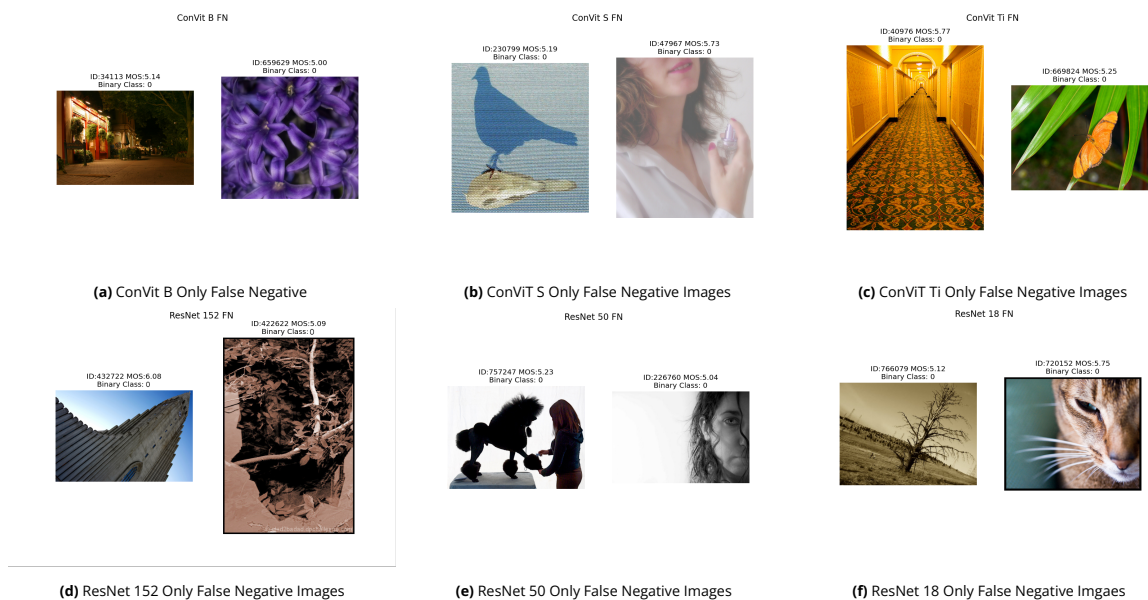 ConVit B FN
ID:34113 MOS:5.14
Binary Class: 0
ID:659629 MOS:5.00
Binary Class: 0
(a) ConVit B Only False Negative
ConVit S FN
ID:230799 MOS:5.19
Binary Class: 0
ID:47967 MOS:5.73
Binary Class: 0
(b) ConViT S Only False Negative Images
ConVit Ti FN
ID:40976 MOS:5.77
Binary Class: 0
ID:669824 MOS:5.25
Binary Class: 0
(c) ConViT Ti Only False Negative Images
ResNet 152 FN
ID:432722 MOS:6.08
Binary Class: 0
ID:422622 MOS:5.09
Binary Class: 0
(d) ResNet 152 Only False Negative Images
ResNet 50 FN
ID:757247 MOS:5.23
Binary Class: 0
ID:226760 MOS:5.04
Binary Class: 0
(e) ResNet 50 Only False Negative Images
ResNet 18 FN
ID:766079 MOS:5.12
Binary Class: 0
ID:720152 MOS:5.75
Binary Class: 0
(f) ResNet 18 Only False Negative Imgaes